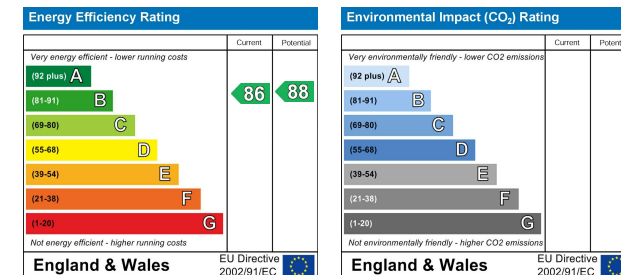 Energy Efficiency Rating
Current Potential
Very energy efficient - lower running costs
(92 plus) A
(81-91) B
86 88
(69-80) C
(55-68) D
(39-54) E
(21-38) F
(1-20) G
Not energy efficient - higher running costs
England & Wales
EU Directive
2002/91/EC
Environmental Impact (CO₂) Rating
Current Potent
Very environmentally friendly - lower CO2 emissions
(92 plus) A
(81-91) B
(69-80) C
(55-68) D
(39-54) E
(21-38) F
(1-20) G
Not environmentally friendly - higher CO2 emissions
England & Wales
EU Directive
2002/91/EC